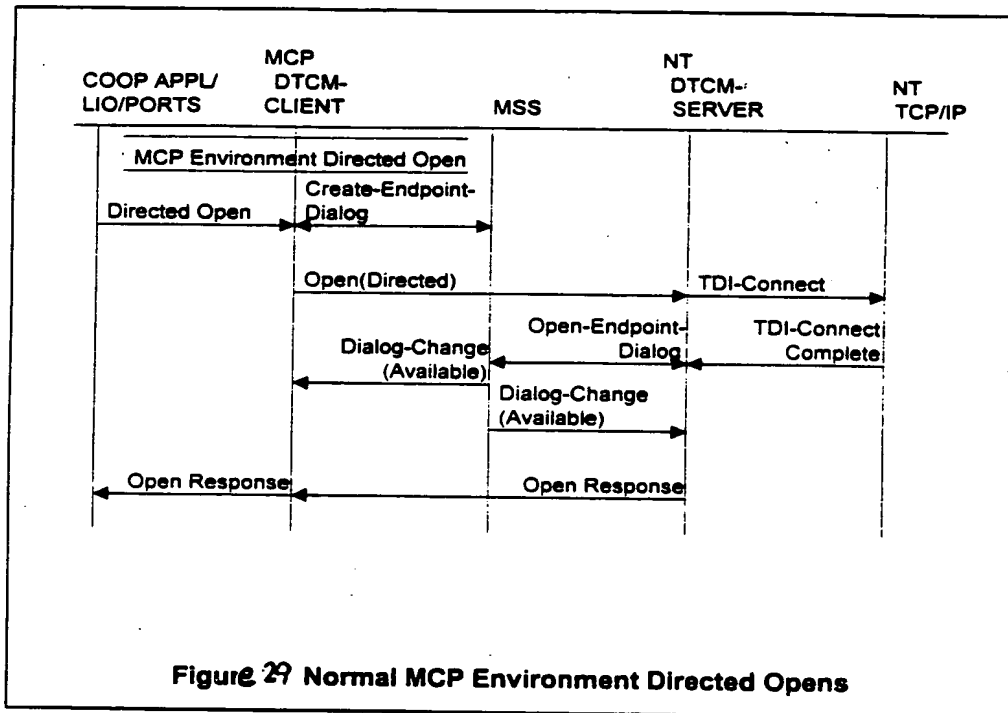 COOP APPL/
LIO/PORTS
MCP
DTCM-
CLIENT
MSS
NT
DTCM-
SERVER
NT
TCP/IP
MCP Environment Directed Open
Directed Open
Create-Endpoint-
Dialog
Open(Directed)
TDI-Connect
Dialog-Change
(Available)
Open-Endpoint-
Dialog
TDI-Connect
Complete
Dialog-Change
(Available)
Open Response
Open Response
Figure 29 Normal MCP Environment Directed Opens